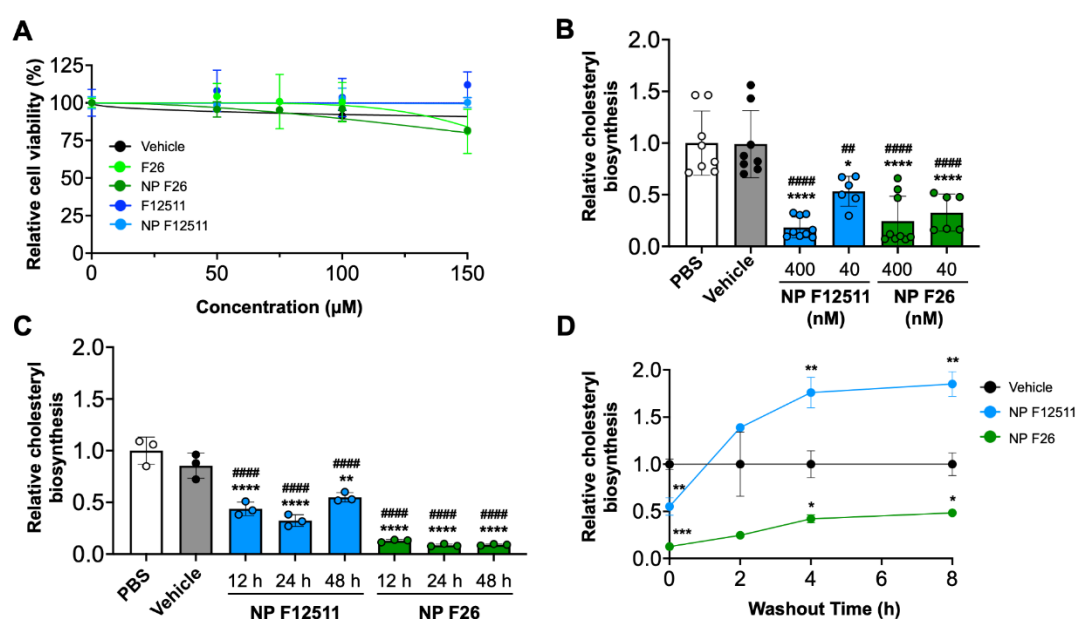 A
Relative cell viability (%)
125
100
75
50
25
0
0
50
100
150
Concentration (µM)
Vehicle
F26
NP F26
F12511
NP F12511
B
Relative cholesteryl
biosynthesis
2.0
1.5
1.0
0.5
0.0
####
****
##
*
####
****
####
****
PBS
Vehicle
400
40
400
40
NP F12511
(nM)
NP F26
(nM)
C
Relative cholesteryl
biosynthesis
2.0
1.5
1.0
0.5
0.0
####
****
####
****
####
**
####
****
####
****
####
****
PBS
Vehicle
12 h
24 h
48 h
12 h
24 h
48 h
NP F12511
NP F26
D
Relative cholesteryl
biosynthesis
2.0
1.5
1.0
0.5
0.0
**
***
**
*
**
*
0
2
4
6
8
Washout Time (h)
Vehicle
NP F12511
NP F26